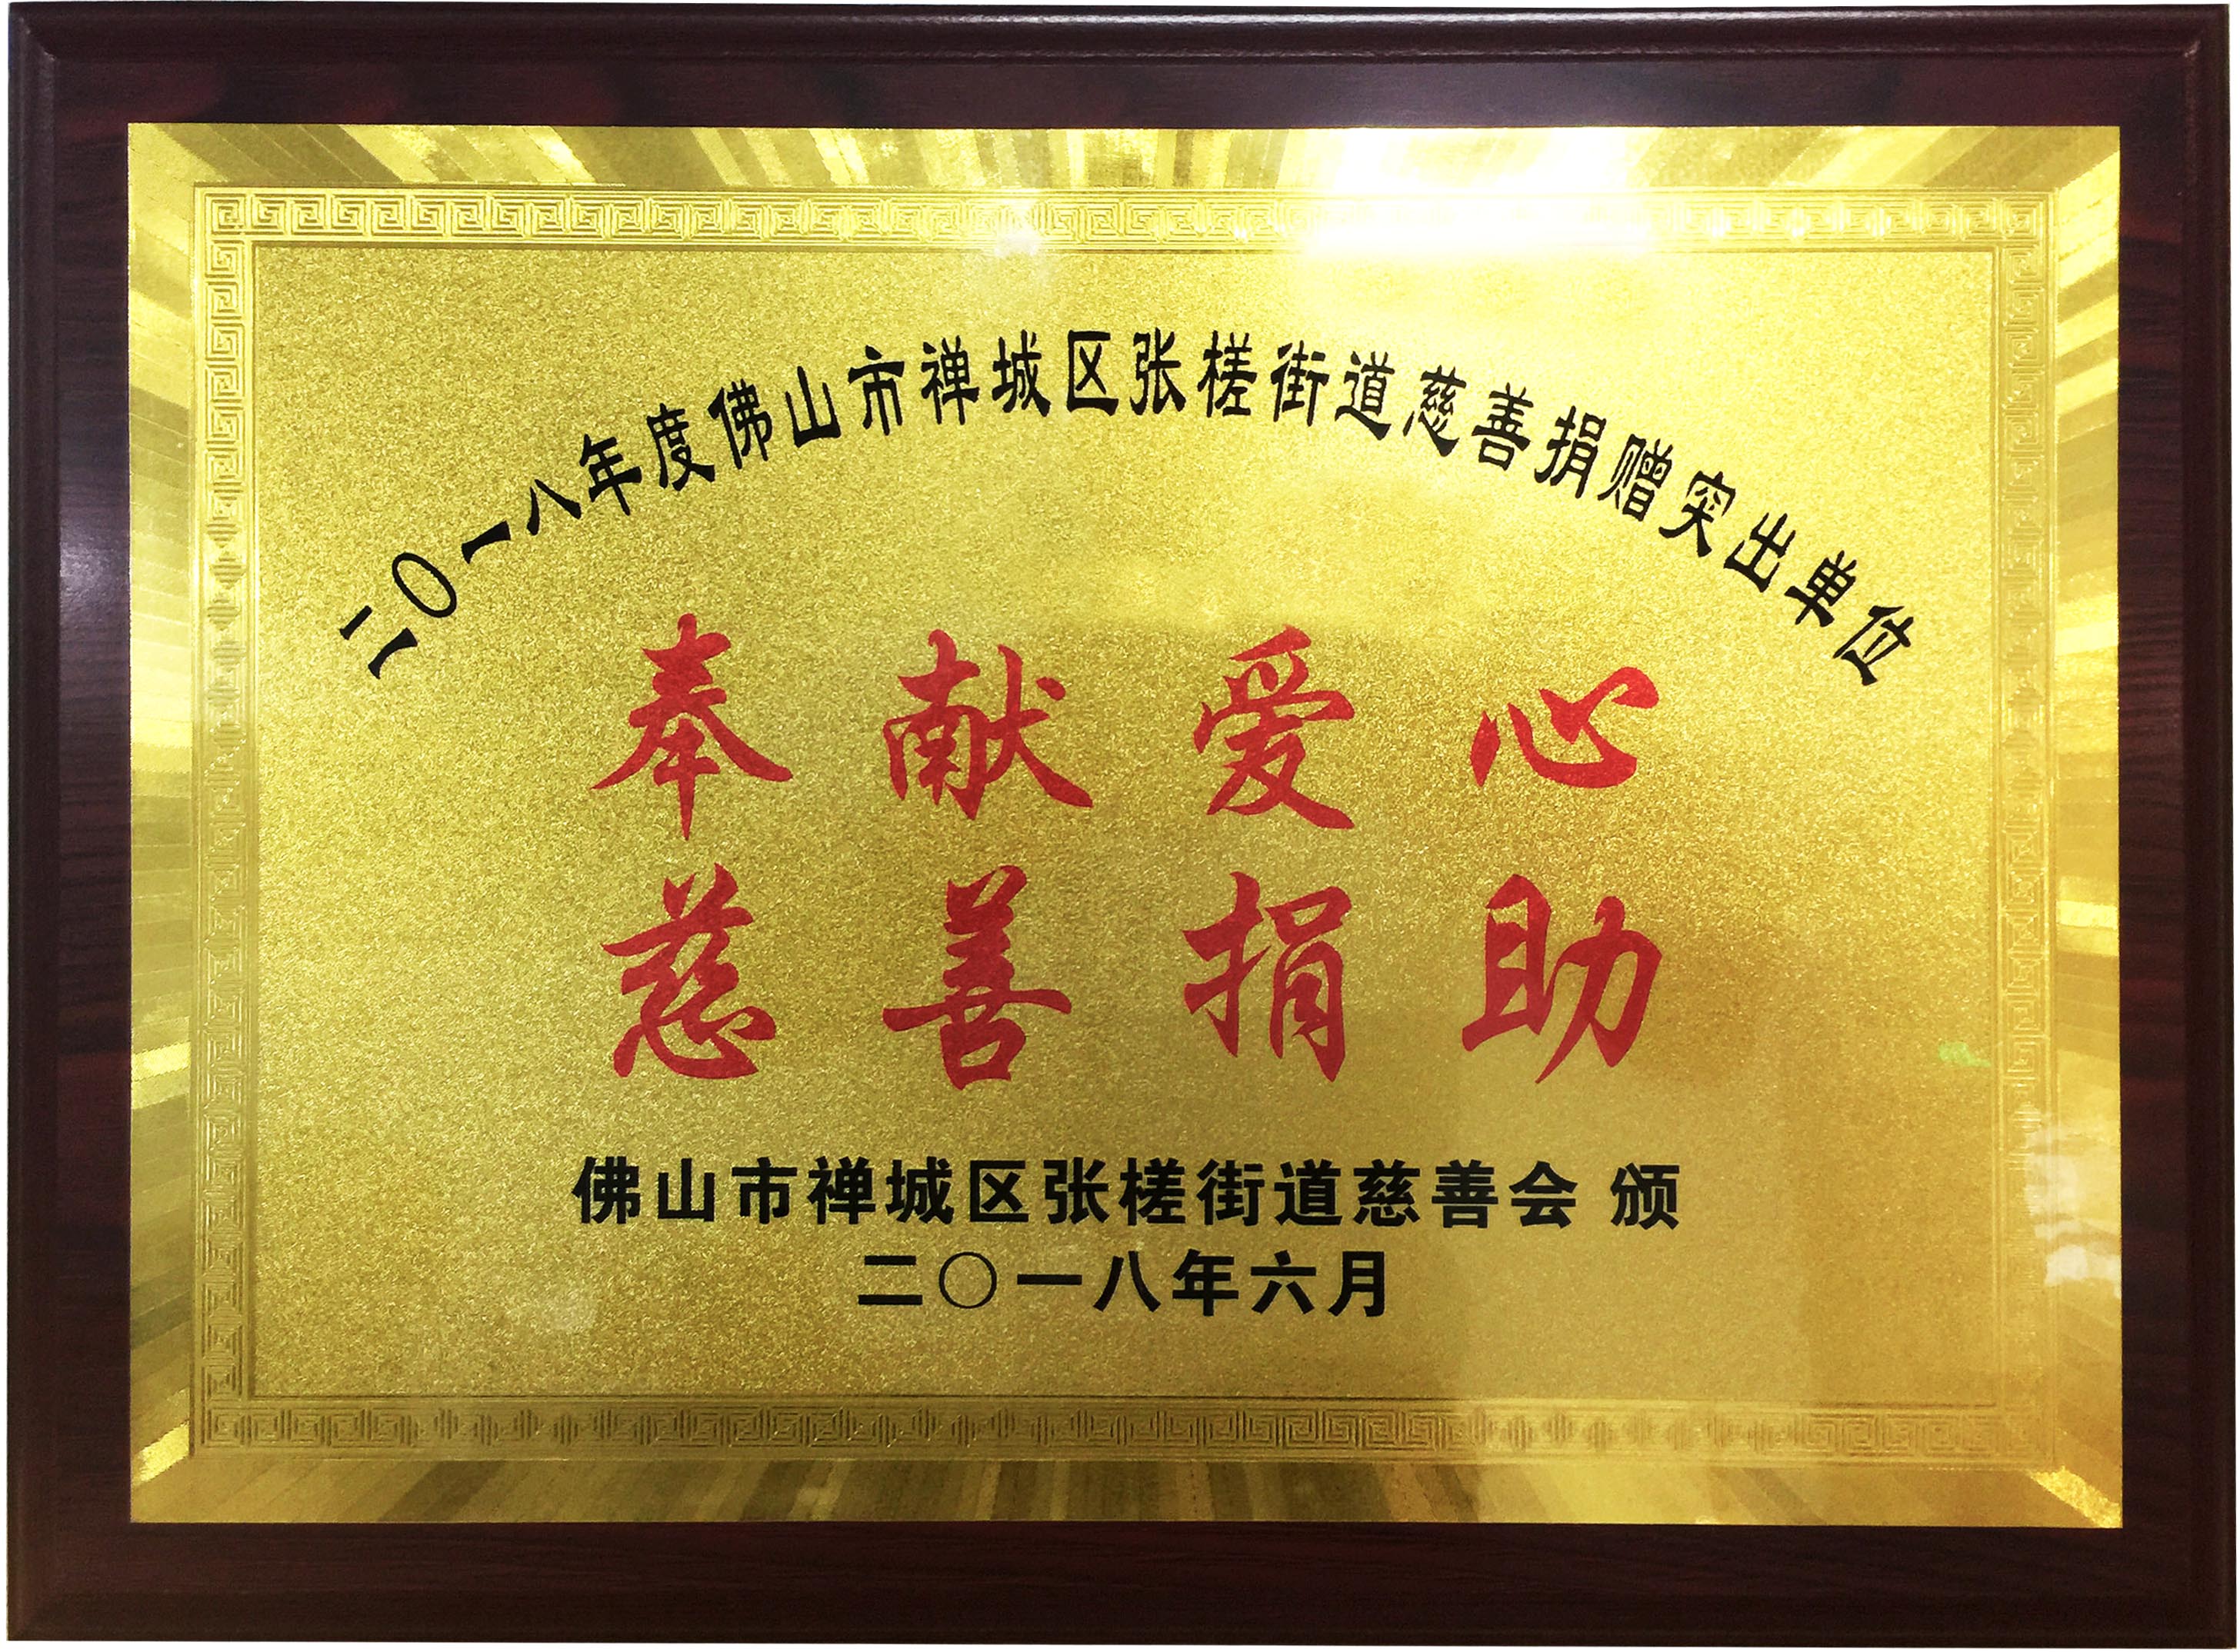 二〇一八年度佛山市禅城区张槎街道慈善捐赠突出单位
奉献爱心
慈善捐助
佛山市禅城区张槎街道慈善会 颁
二〇一八年六月